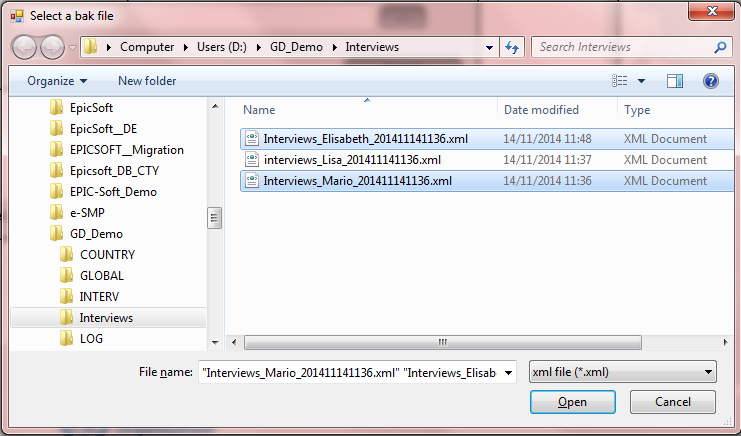 Select a bak file
Computer Users (D:) GD_Demo Interviews
Search Interviews
Organize New folder
EpicSoft
EpicSoft__DE
EPICSOFT__Migration
Epicsoft_DB_CTY
EPIC-Soft_Demo
e-SMP
GD_Demo
COUNTRY
GLOBAL
INTERV
Interviews
LOG
Name Date modified Type
Interviews_Elisabeth_201411141136.xml 14/11/2014 11:48 XML Document
interviews_Lisa_201411141136.xml 14/11/2014 11:37 XML Document
Interviews_Mario_201411141136.xml 14/11/2014 11:36 XML Document
File name: "Interviews_Mario_201411141136.xml" "Interviews_Elisab xml file (*.xml)
Open Cancel